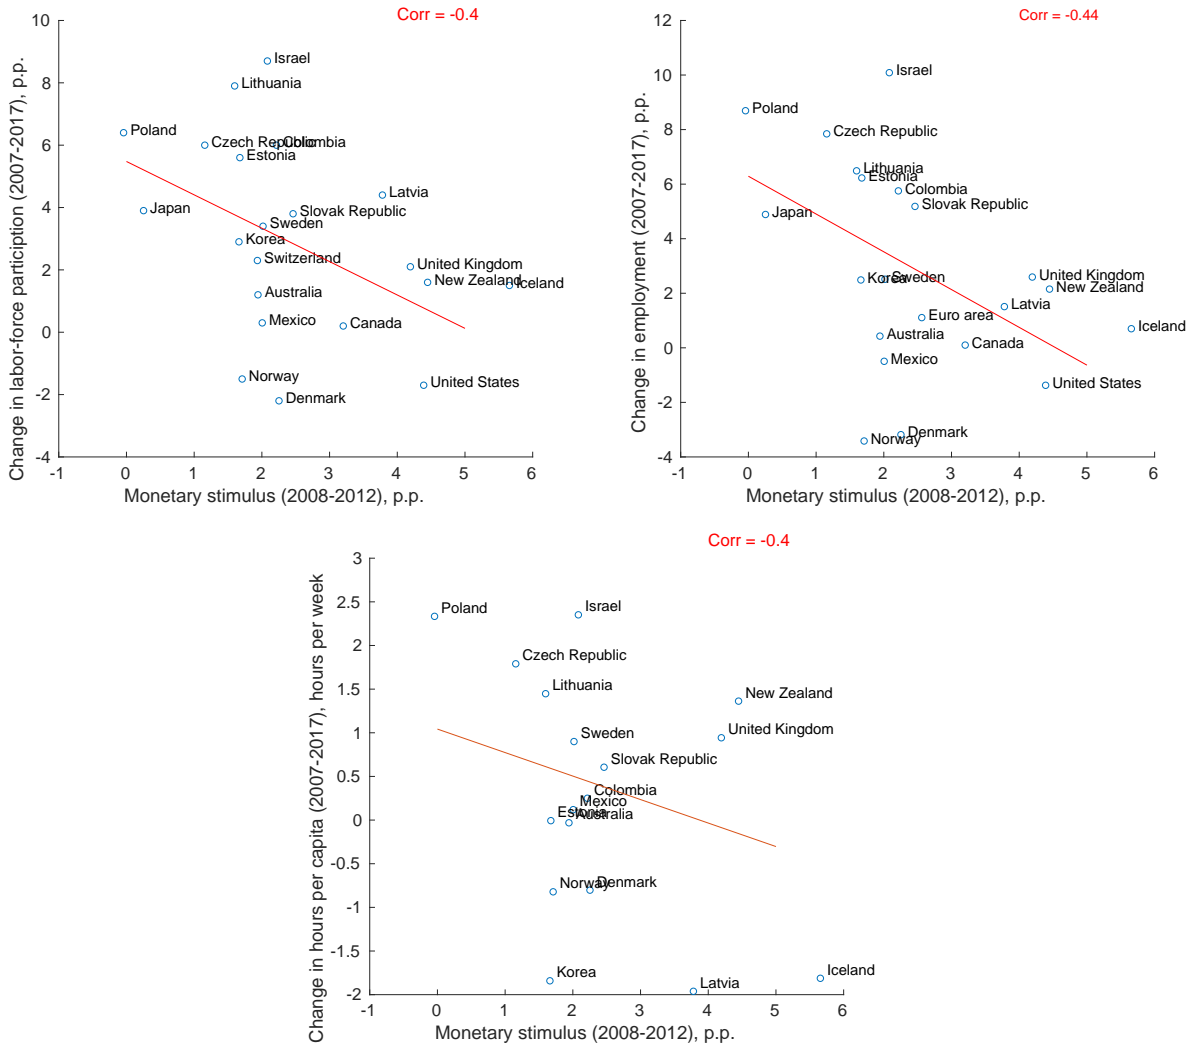 Corr = -0.4
Change in labor-force participtION (2007-2017), p.p.
10
8
6
4
2
0
-2
-4
Israel
Lithuania
Poland
Czech Republic
Colombia
Estonia
Latvia
Japan
Slovak Republic
Sweden
Korea
Switzerland
United Kingdom
New Zealand
Iceland
Australia
Mexico
Canada
Norway
United States
Denmark
-1 0 1 2 3 4 5 6
Monetary stimulus (2008-2012), p.p.
Corr = -0.44
Change in employment (2007-2017), p.p.
12
10
8
6
4
2
0
-2
-4
Israel
Poland
Czech Republic
Lithuania
Estonia
Colombia
Slovak Republic
Japan
Korea
Sweden
United Kingdom
New Zealand
Latvia
Euro area
Iceland
Australia
Canada
Mexico
United States
Denmark
Norway
-1 0 1 2 3 4 5 6
Monetary stimulus (2008-2012), p.p.
Corr = -0.4
Change in hours per capita (2007-2017), hours per week
3
2.5
2
1.5
1
0.5
0
-0.5
-1
-1.5
-2
Poland
Israel
Czech Republic
Lithuania
New Zealand
Sweden
United Kingdom
Slovak Republic
Colombia
Mexico
Estonia
Australia
Norway
Denmark
Korea
Iceland
Latvia
-1 0 1 2 3 4 5 6
Monetary stimulus (2008-2012), p.p.